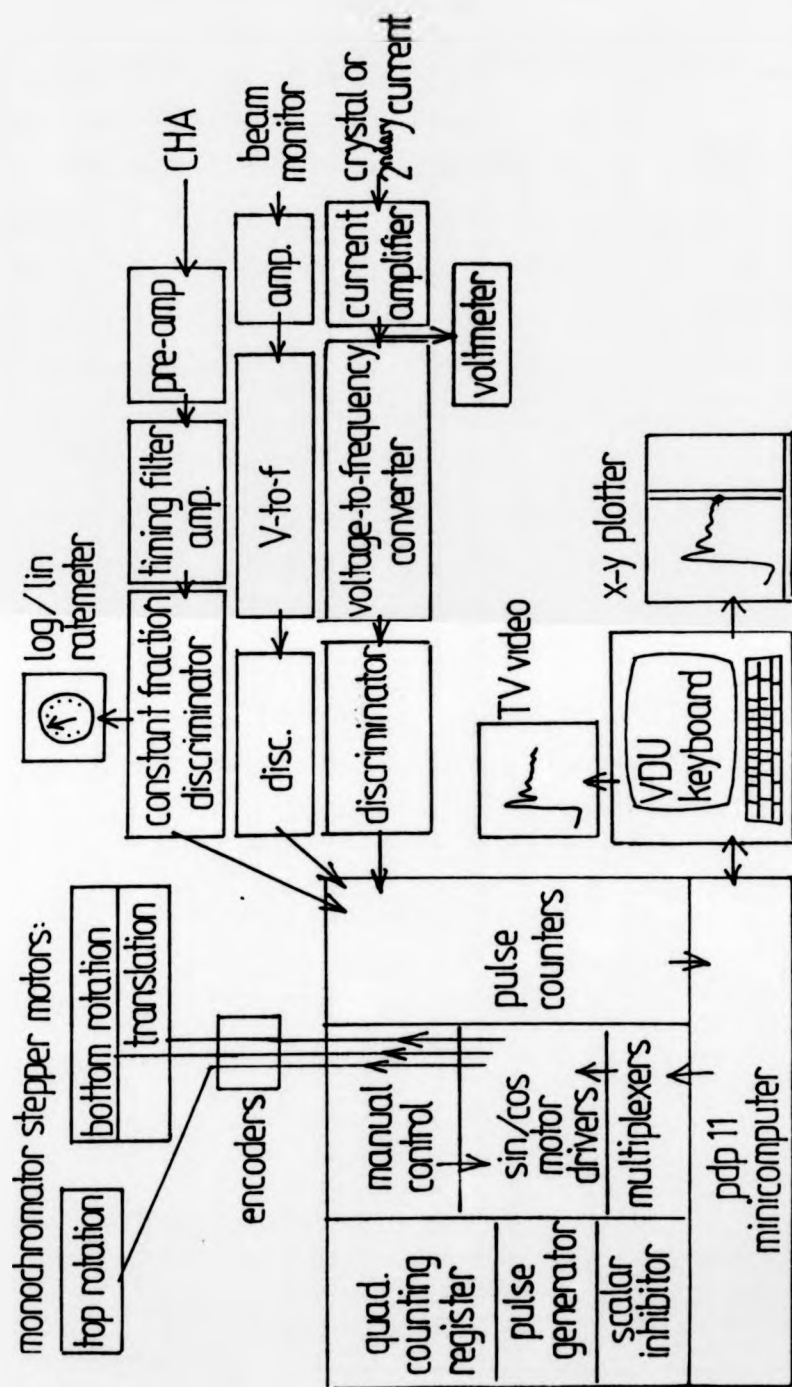 monochromator stepper motors:
top rotation
bottom rotation
translation
encoders
log/lin
ratemeter
constant fraction
discriminator
timing filter
amp.
pre-amp
CHA
disc.
V-to-f
amp.
beam
monitor
discriminator
voltage-to-frequency
converter
current
amplifier
crystal or
2ndary current
voltmeter
quad.
counting
register
pulse
generator
scalar
inhibitor
manual
control
sin/cos
motor
drivers
multiplexers
pulse
counters
pdp 11
minicomputer
TV video
VDU
keyboard
x-y plotter